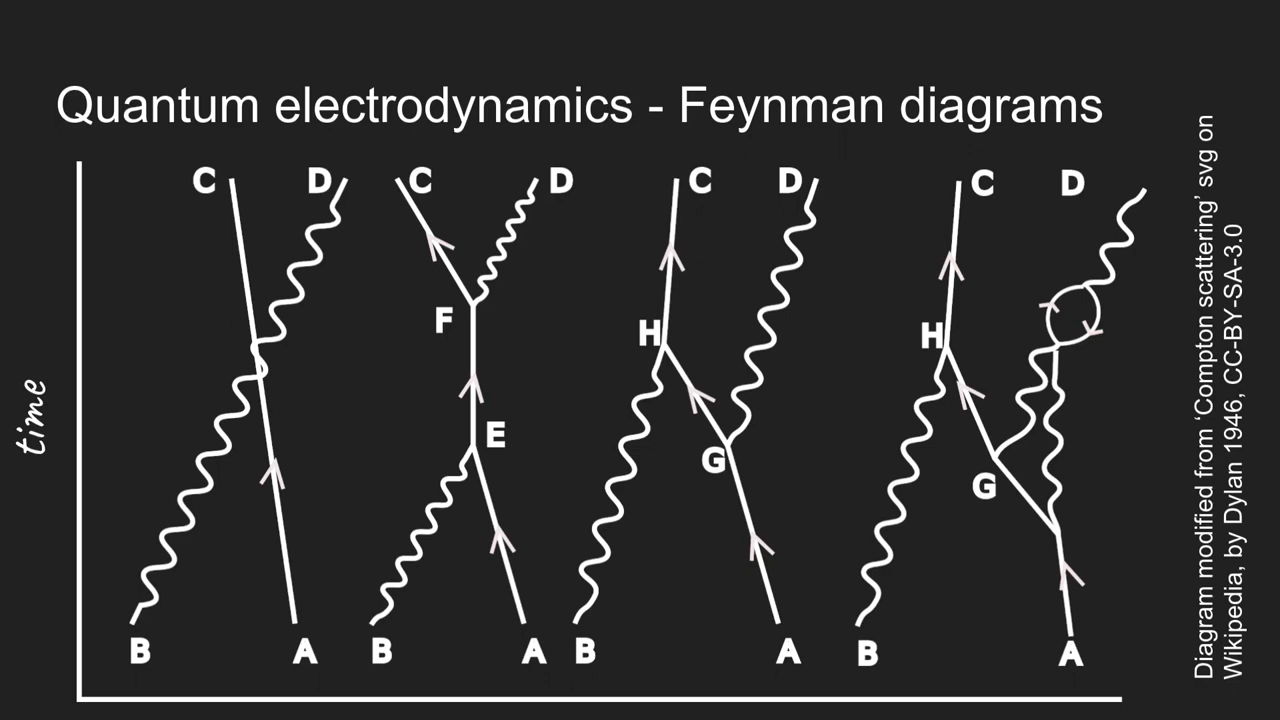 Quantum electrodynamics - Feynman diagrams
C D C D C D C D
F
H H
E
G
G
B A B A B A B A
time
Diagram modified from ‘Compton scattering’ svg on
Wikipedia, by Dylan 1946, CC-BY-SA-3.0